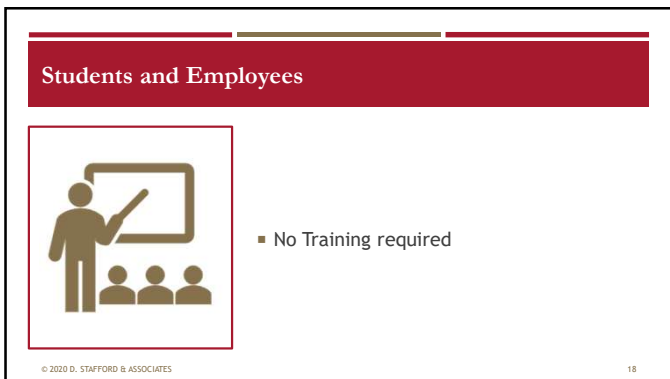 Students and Employees
▪ No Training required
© 2020 D. STAFFORD & ASSOCIATES
18